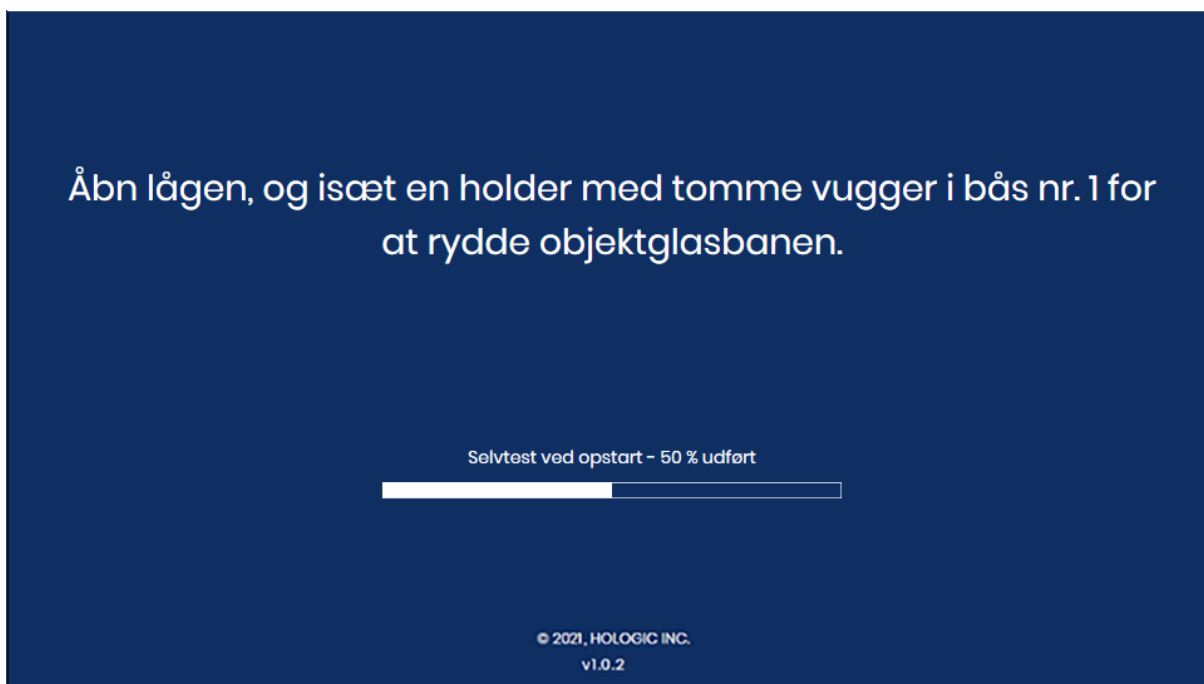 Åbn lågen, og isæt en holder med tomme vugger i bås nr. 1 for
at rydde objektglasbanen.
Selvtest ved opstart - 50 % udført
© 2021, HOLOGIC INC.
v1.0.2